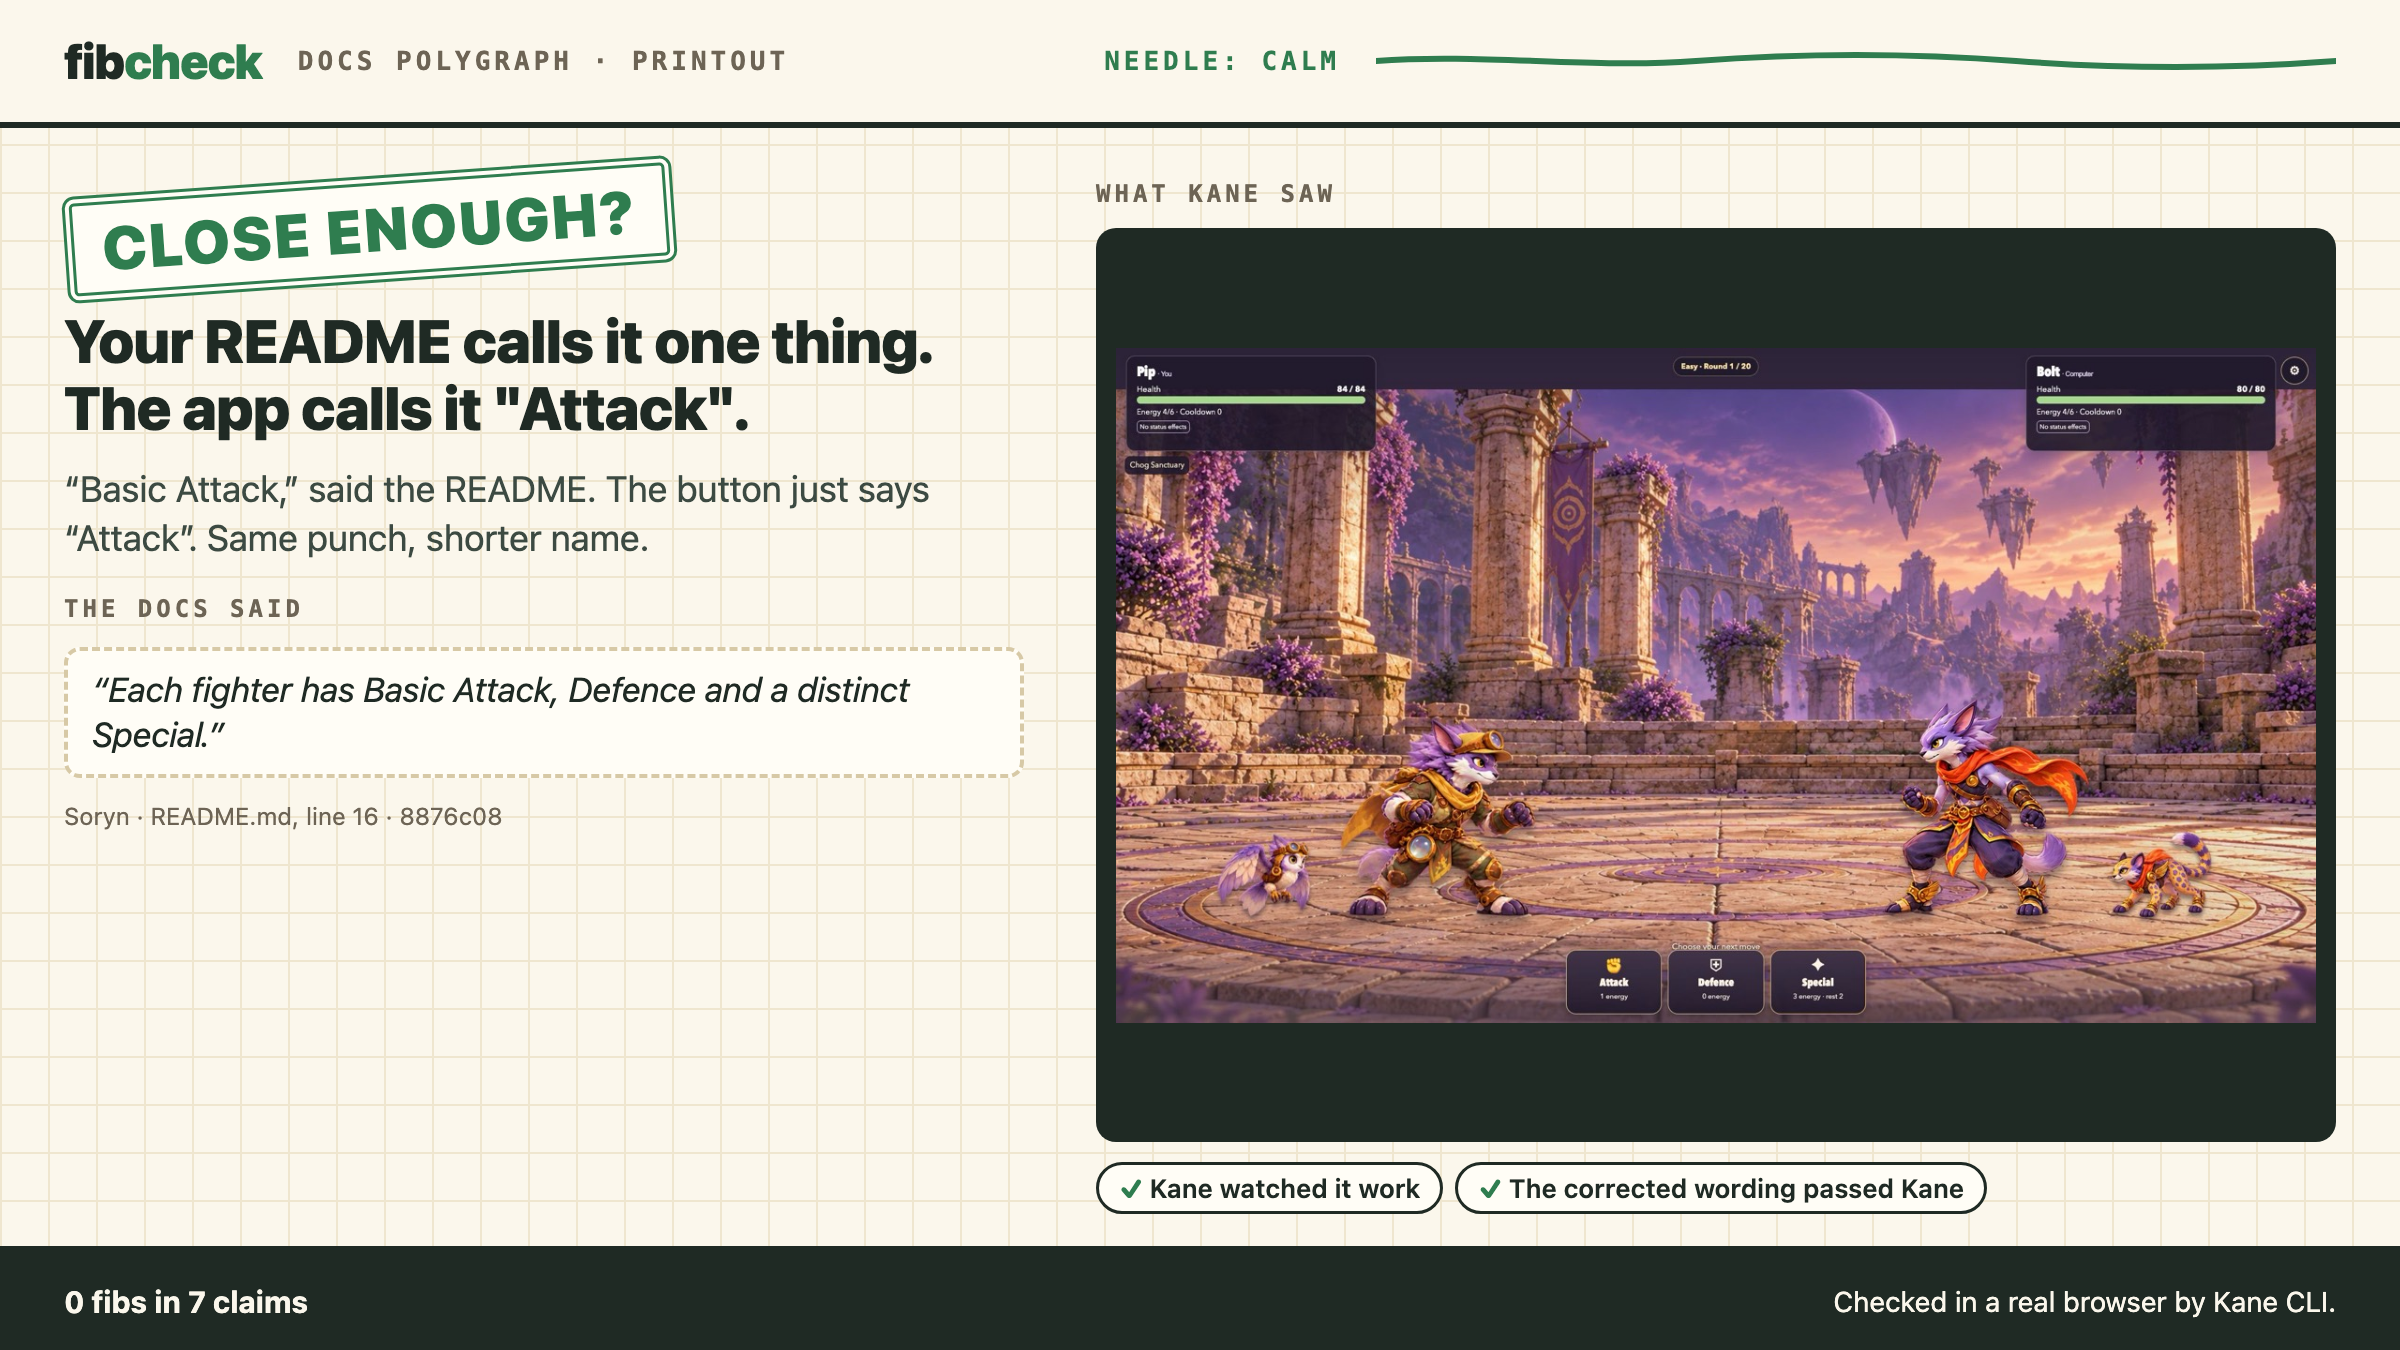 fibcheck DOCS POLYGRAPH · PRINTOUT
NEEDLE: CALM
CLOSE ENOUGH?
Your README calls it one thing.
The app calls it "Attack".
“Basic Attack,” said the README. The button just says
“Attack”. Same punch, shorter name.
THE DOCS SAID
“Each fighter has Basic Attack, Defence and a distinct
Special.”
Soryn · README.md, line 16 · 8876c08
WHAT KANE SAW
Pip · You
Health 84 / 84
Energy 4/6 · Cooldown 0
No status effects
Chog Sanctuary
Easy · Round 1 / 20
Bolt · Computer
Health 80 / 80
Energy 4/6 · Cooldown 0
No status effects
Choose your next move
Attack
1 energy
Defence
0 energy
Special
3 energy · rest 2
✓ Kane watched it work
✓ The corrected wording passed Kane
0 fibs in 7 claims
Checked in a real browser by Kane CLI.